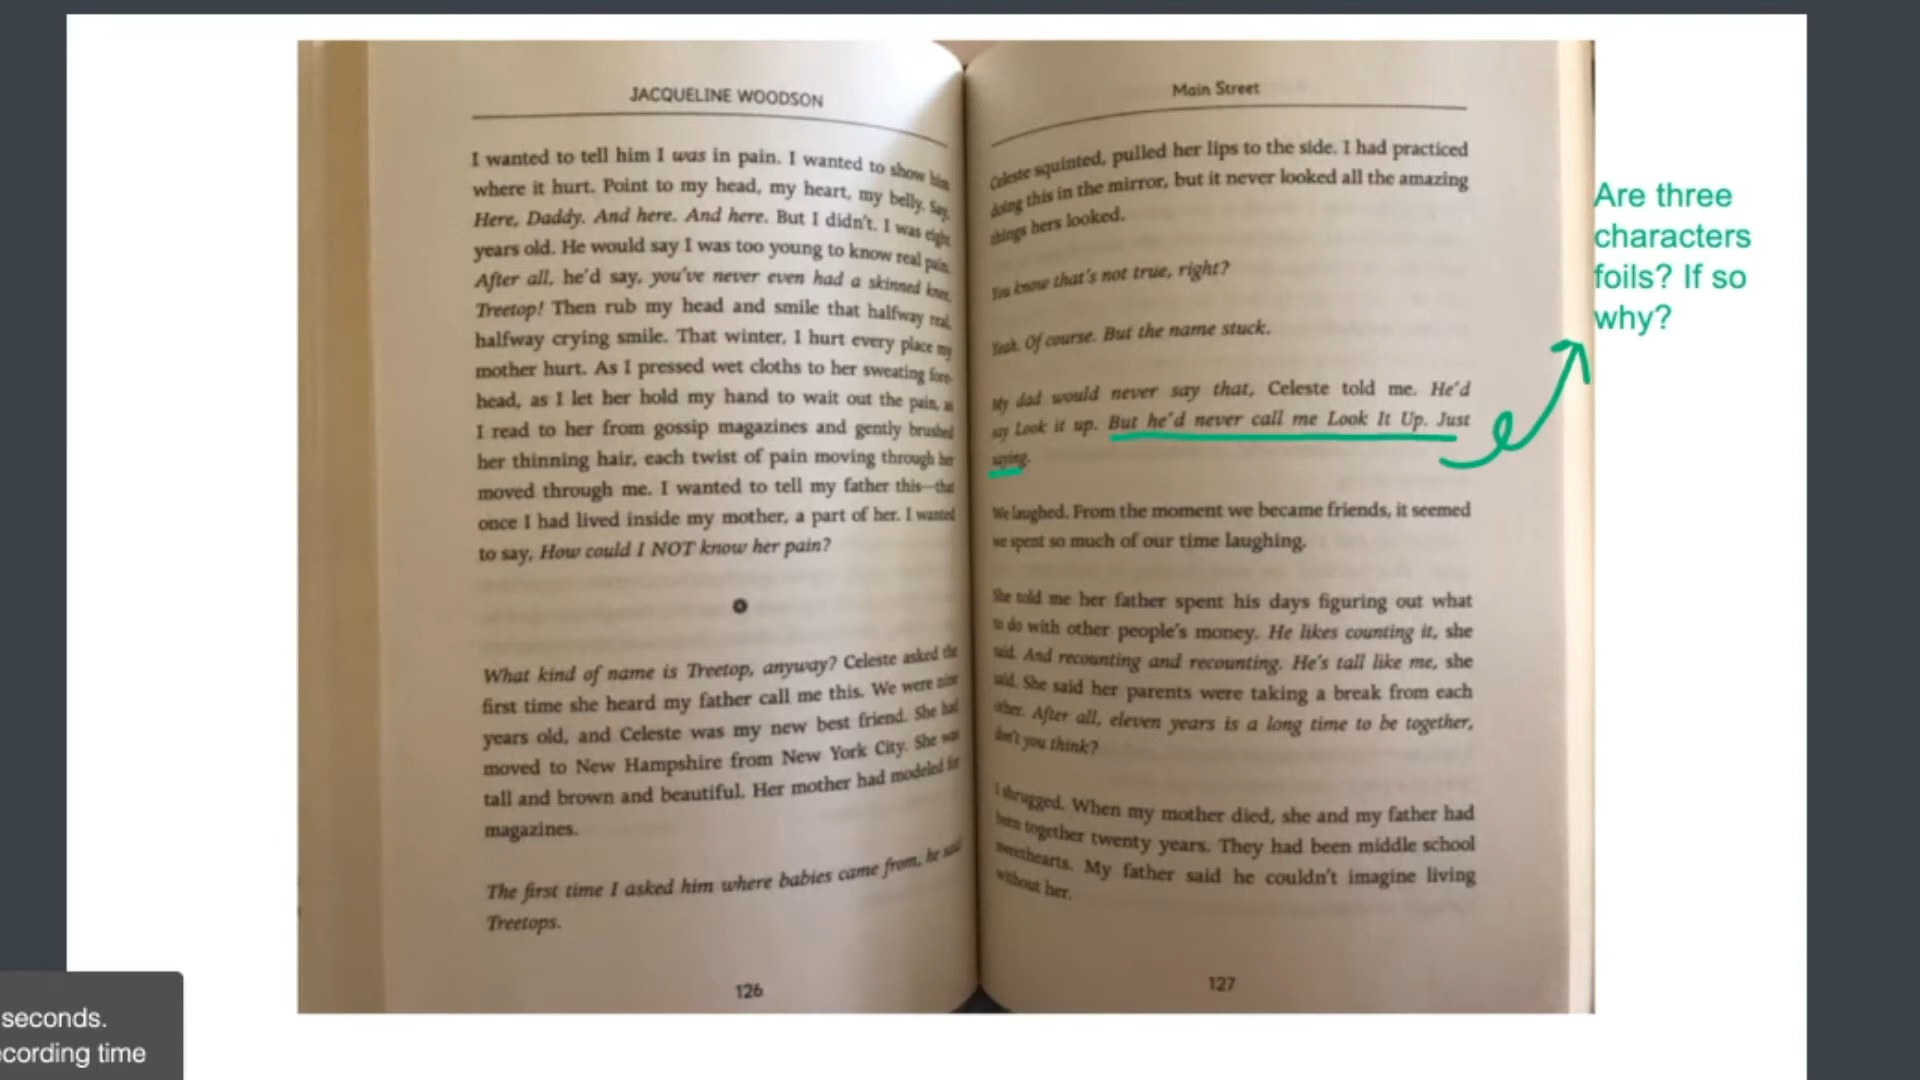 JACQUELINE WOODSON
I wanted to tell him I was in pain. I wanted to show him
where it hurt. Point to my head, my heart, my belly. Say,
Here, Daddy. And here. And here. But I didn't. I was eight
years old. He would say I was too young to know real pain.
After all, he'd say, you've never even had a skinned knee,
Treetop! Then rub my head and smile that halfway real,
halfway crying smile. That winter, I hurt every place my
mother hurt. As I pressed wet cloths to her sweating fore-
head, as I let her hold my hand to wait out the pain, as
I read to her from gossip magazines and gently brushed
her thinning hair, each twist of pain moving through her
moved through me. I wanted to tell my father this—that
once I had lived inside my mother, a part of her. I wanted
to say, How could I NOT know her pain?
What kind of name is Treetop, anyway? Celeste asked the
first time she heard my father call me this. We were nine
years old, and Celeste was my new best friend. She had
moved to New Hampshire from New York City. She was
tall and brown and beautiful. Her mother had modeled for
magazines.
The first time I asked him where babies came from, he said
Treetops.
126
Main Street
Celeste squinted, pulled her lips to the side. I had practiced
doing this in the mirror, but it never looked all the amazing
things hers looked.
You know that's not true, right?
Yeah. Of course. But the name stuck.
My dad would never say that, Celeste told me. He'd
say Look it up. But he'd never call me Look It Up. Just
saying.
We laughed. From the moment we became friends, it seemed
we spent so much of our time laughing.
She told me her father spent his days figuring out what
to do with other people's money. He likes counting it, she
said. And recounting and recounting. He's tall like me, she
said. She said her parents were taking a break from each
other. After all, eleven years is a long time to be together,
don't you think?
I shrugged. When my mother died, she and my father had
been together twenty years. They had been middle school
sweethearts. My father said he couldn't imagine living
without her.
127
Are three
characters
foils? If so
why?
seconds.
ecording time